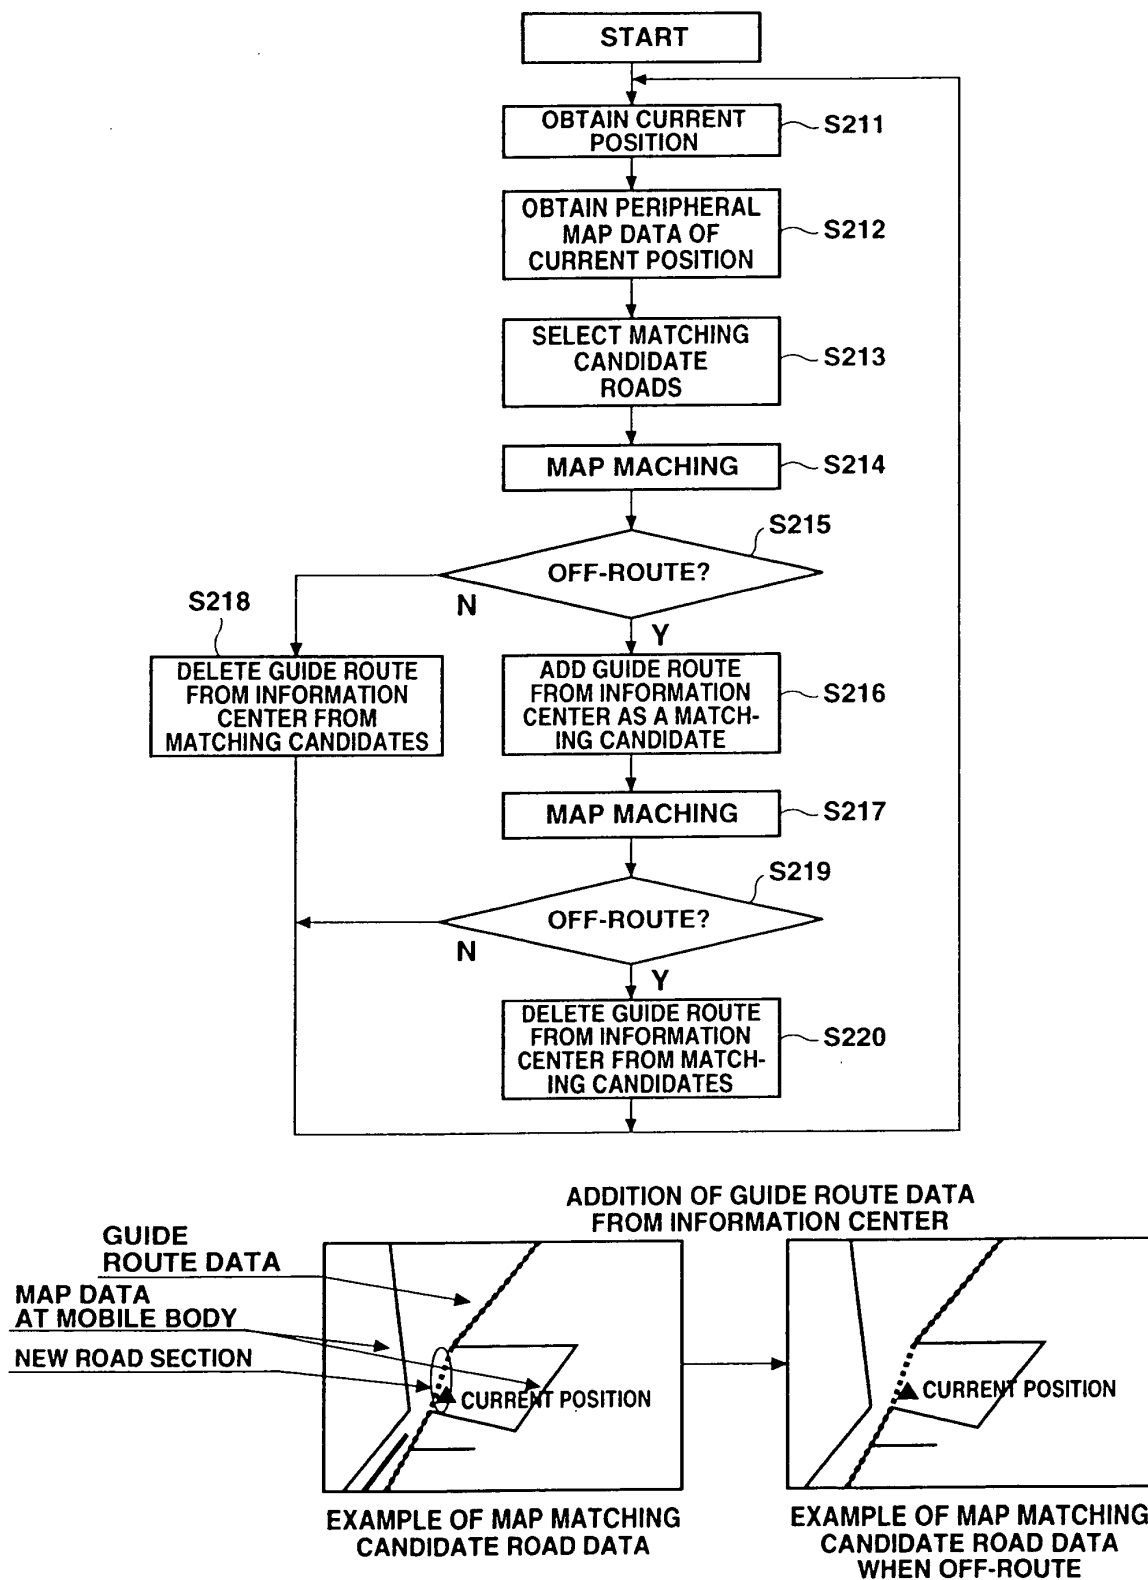 START
OBTAIN CURRENT
POSITION
S211
OBTAIN PERIPHERAL
MAP DATA OF
CURRENT POSITION
S212
SELECT MATCHING
CANDIDATE
ROADS
S213
MAP MACHING
S214
S215
OFF-ROUTE?
N
Y
S218
DELETE GUIDE ROUTE
FROM INFORMATION
CENTER FROM
MATCHING CANDIDATES
ADD GUIDE ROUTE
FROM INFORMATION
CENTER AS A MATCH-
ING CANDIDATE
S216
MAP MACHING
S217
S219
OFF-ROUTE?
N
Y
DELETE GUIDE ROUTE
FROM INFORMATION
CENTER FROM MATCH-
ING CANDIDATES
S220
ADDITION OF GUIDE ROUTE DATA
FROM INFORMATION CENTER
GUIDE
ROUTE DATA
MAP DATA
AT MOBILE BODY
NEW ROAD SECTION
CURRENT POSITION
CURRENT POSITION
EXAMPLE OF MAP MATCHING
CANDIDATE ROAD DATA
EXAMPLE OF MAP MATCHING
CANDIDATE ROAD DATA
WHEN OFF-ROUTE